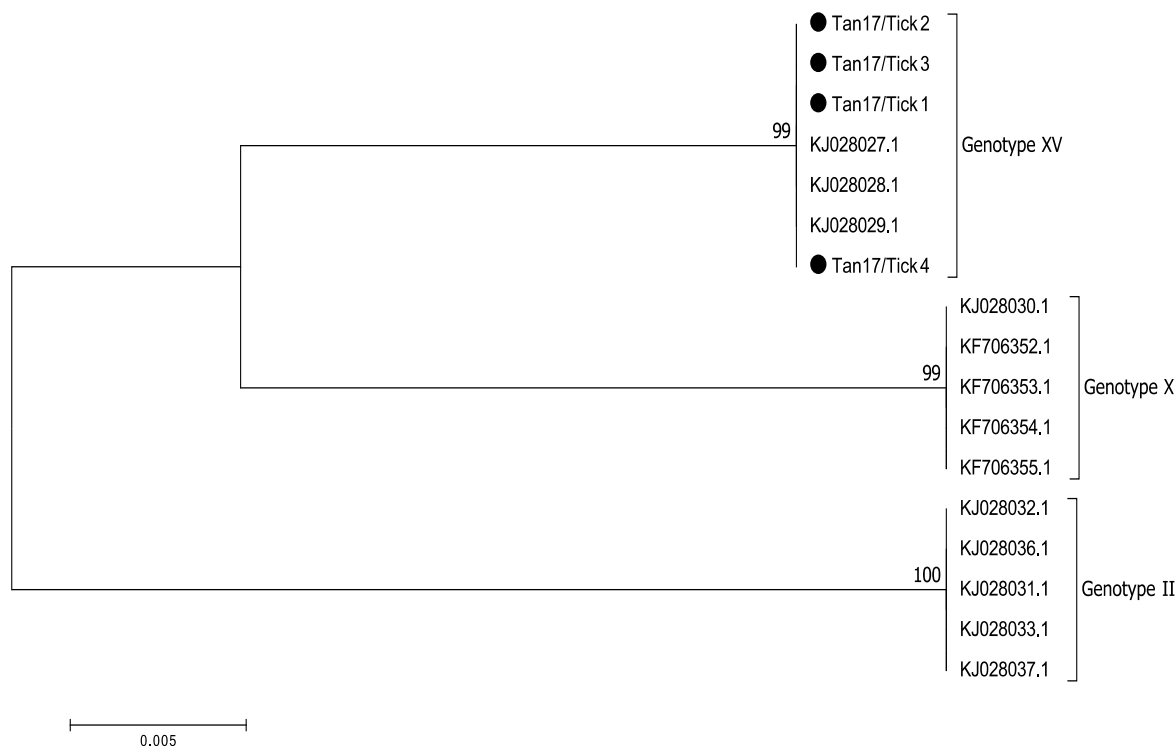 Tan17/Tick 2
Tan17/Tick 3
Tan17/Tick 1
99
KJ028027.1
Genotype XV
KJ028028.1
KJ028029.1
Tan17/Tick 4
KJ028030.1
KF706352.1
99
KF706353.1
Genotype X
KF706354.1
KF706355.1
KJ028032.1
KJ028036.1
100
KJ028031.1
Genotype II
KJ028033.1
KJ028037.1
0.005